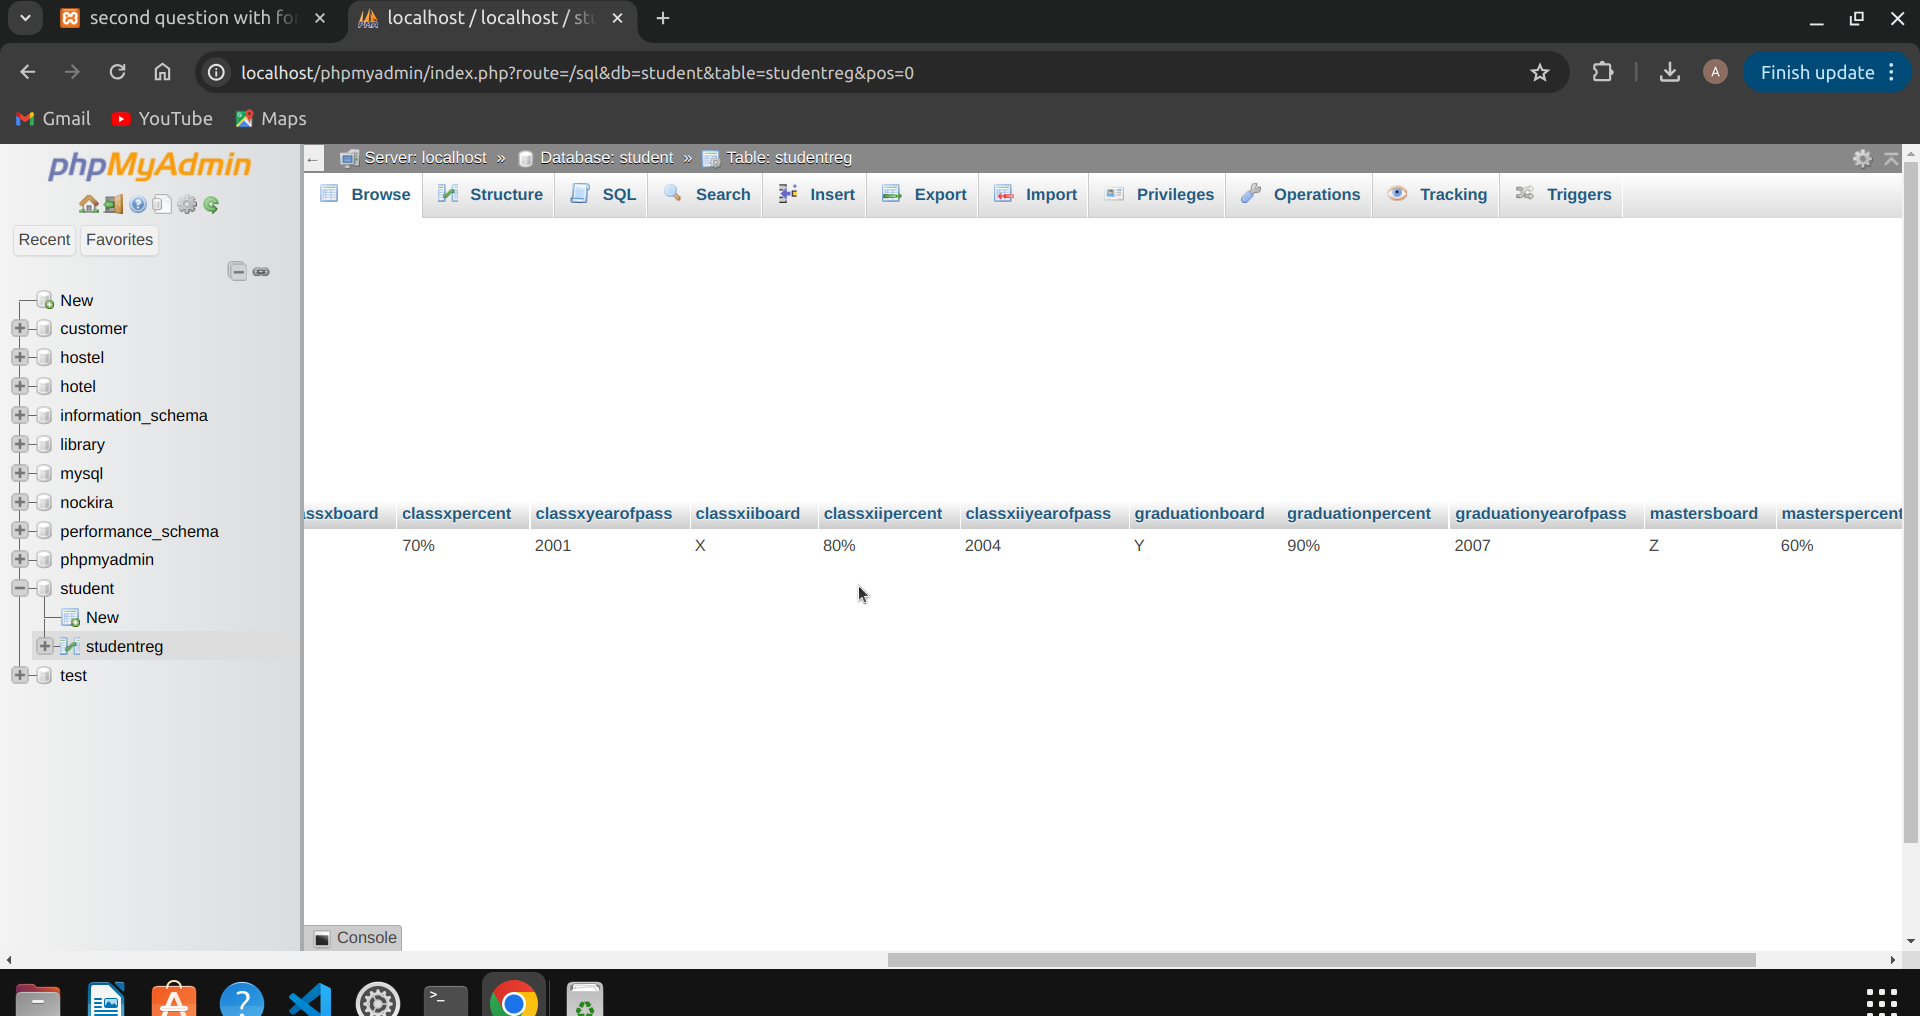 second question with fo
localhost / localhost / stu
localhost/phpmyadmin/index.php?route=/sql&db=student&table=studentreg&pos=0
A
Finish update
Gmail
YouTube
Maps
phpMyAdmin
Recent
Favorites
New
customer
hostel
hotel
information_schema
library
mysql
nockira
performance_schema
phpmyadmin
student
New
studentreg
test
Server: localhost » Database: student » Table: studentreg
Browse Structure SQL Search Insert Export Import Privileges Operations Tracking Triggers
assxboard classxpercent classxyearofpass classxiiboard classxiipercent classxiiyearofpass graduationboard graduationpercent graduationyearofpass mastersboard masterspercent
70% 2001 X 80% 2004 Y 90% 2007 Z 60%
Console